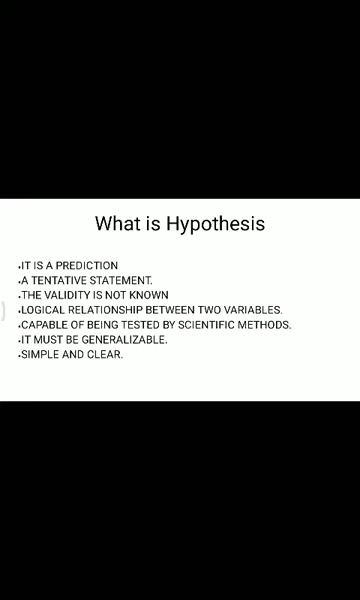 What is Hypothesis
•IT IS A PREDICTION
•A TENTATIVE STATEMENT.
•THE VALIDITY IS NOT KNOWN
•LOGICAL RELATIONSHIP BETWEEN TWO VARIABLES.
•CAPABLE OF BEING TESTED BY SCIENTIFIC METHODS.
•IT MUST BE GENERALIZABLE.
•SIMPLE AND CLEAR.